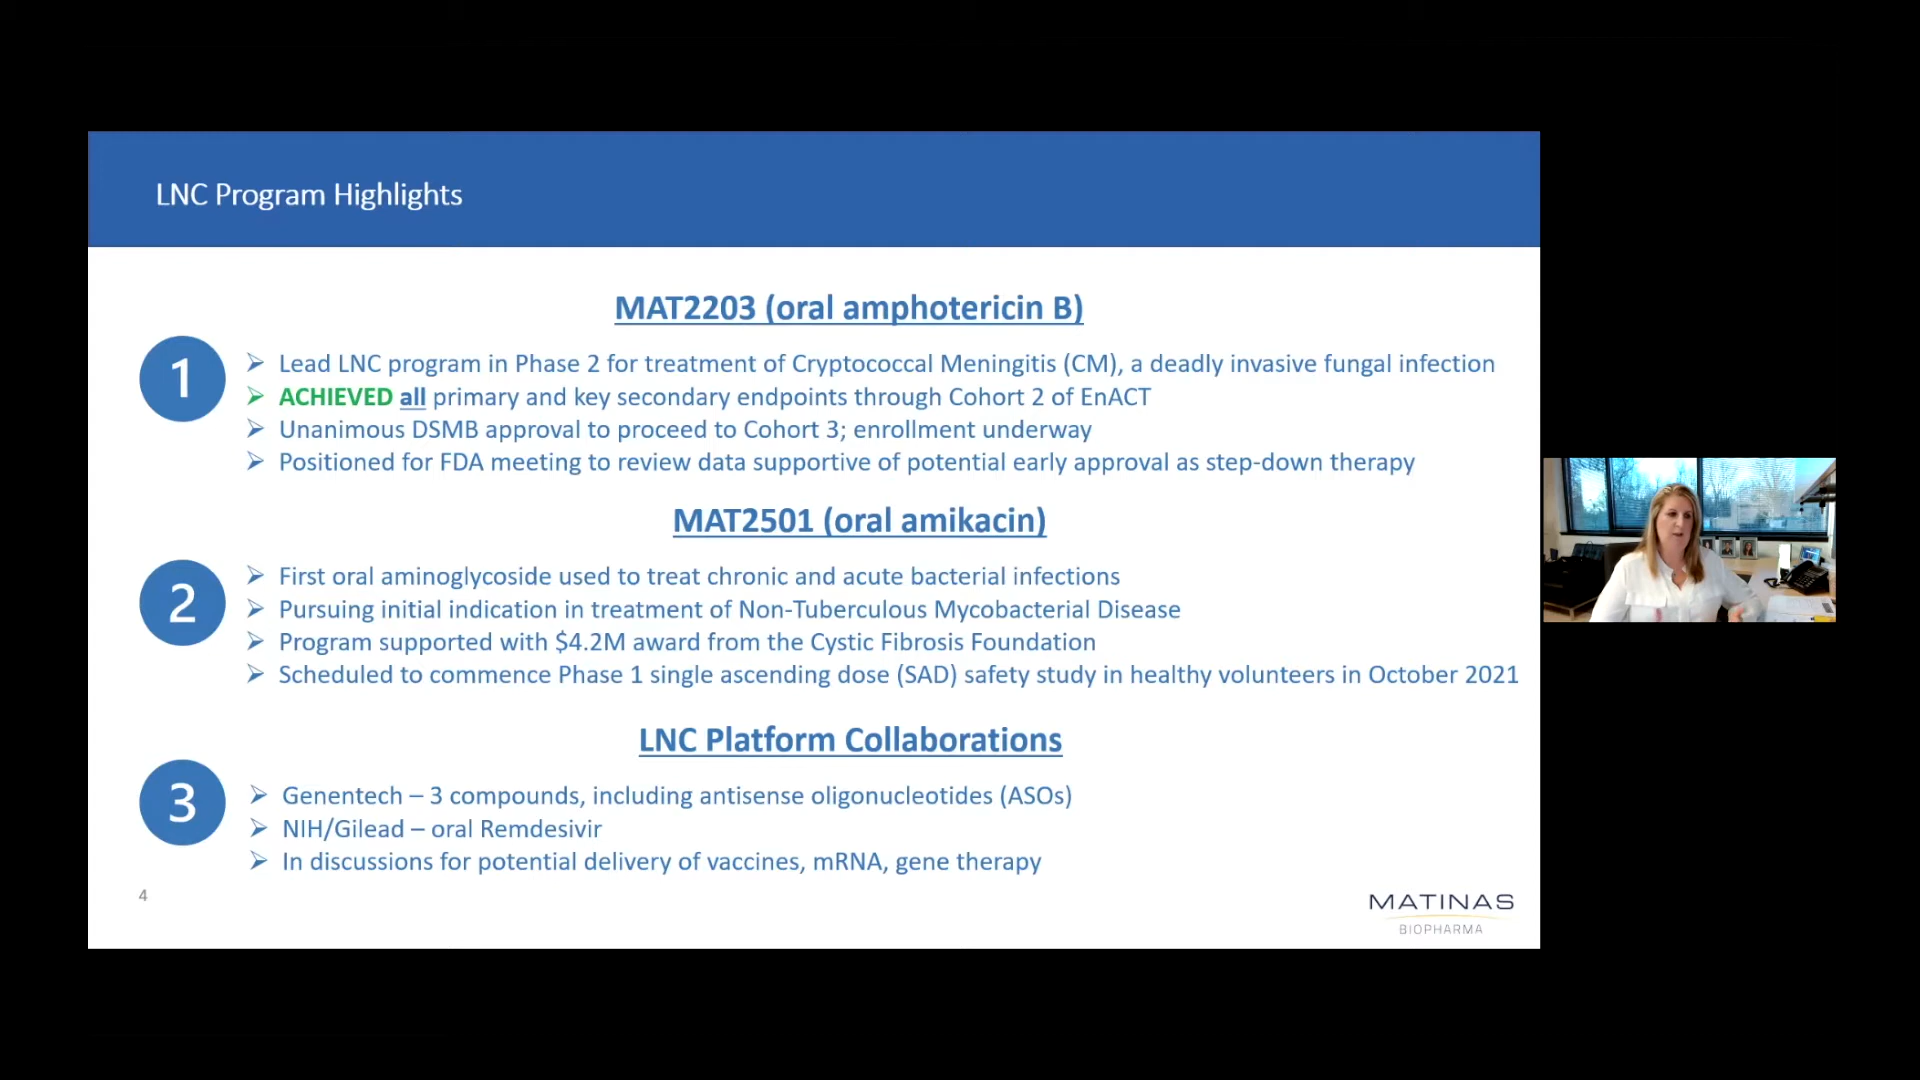 LNC Program Highlights
MAT2203 (oral amphotericin B)
1
➢ Lead LNC program in Phase 2 for treatment of Cryptococcal Meningitis (CM), a deadly invasive fungal infection
➢ ACHIEVED all primary and key secondary endpoints through Cohort 2 of EnACT
➢ Unanimous DSMB approval to proceed to Cohort 3; enrollment underway
➢ Positioned for FDA meeting to review data supportive of potential early approval as step-down therapy
MAT2501 (oral amikacin)
2
➢ First oral aminoglycoside used to treat chronic and acute bacterial infections
➢ Pursuing initial indication in treatment of Non-Tuberculous Mycobacterial Disease
➢ Program supported with $4.2M award from the Cystic Fibrosis Foundation
➢ Scheduled to commence Phase 1 single ascending dose (SAD) safety study in healthy volunteers in October 2021
LNC Platform Collaborations
3
➢ Genentech – 3 compounds, including antisense oligonucleotides (ASOs)
➢ NIH/Gilead – oral Remdesivir
➢ In discussions for potential delivery of vaccines, mRNA, gene therapy
4
MATINAS
BIOPHARMA